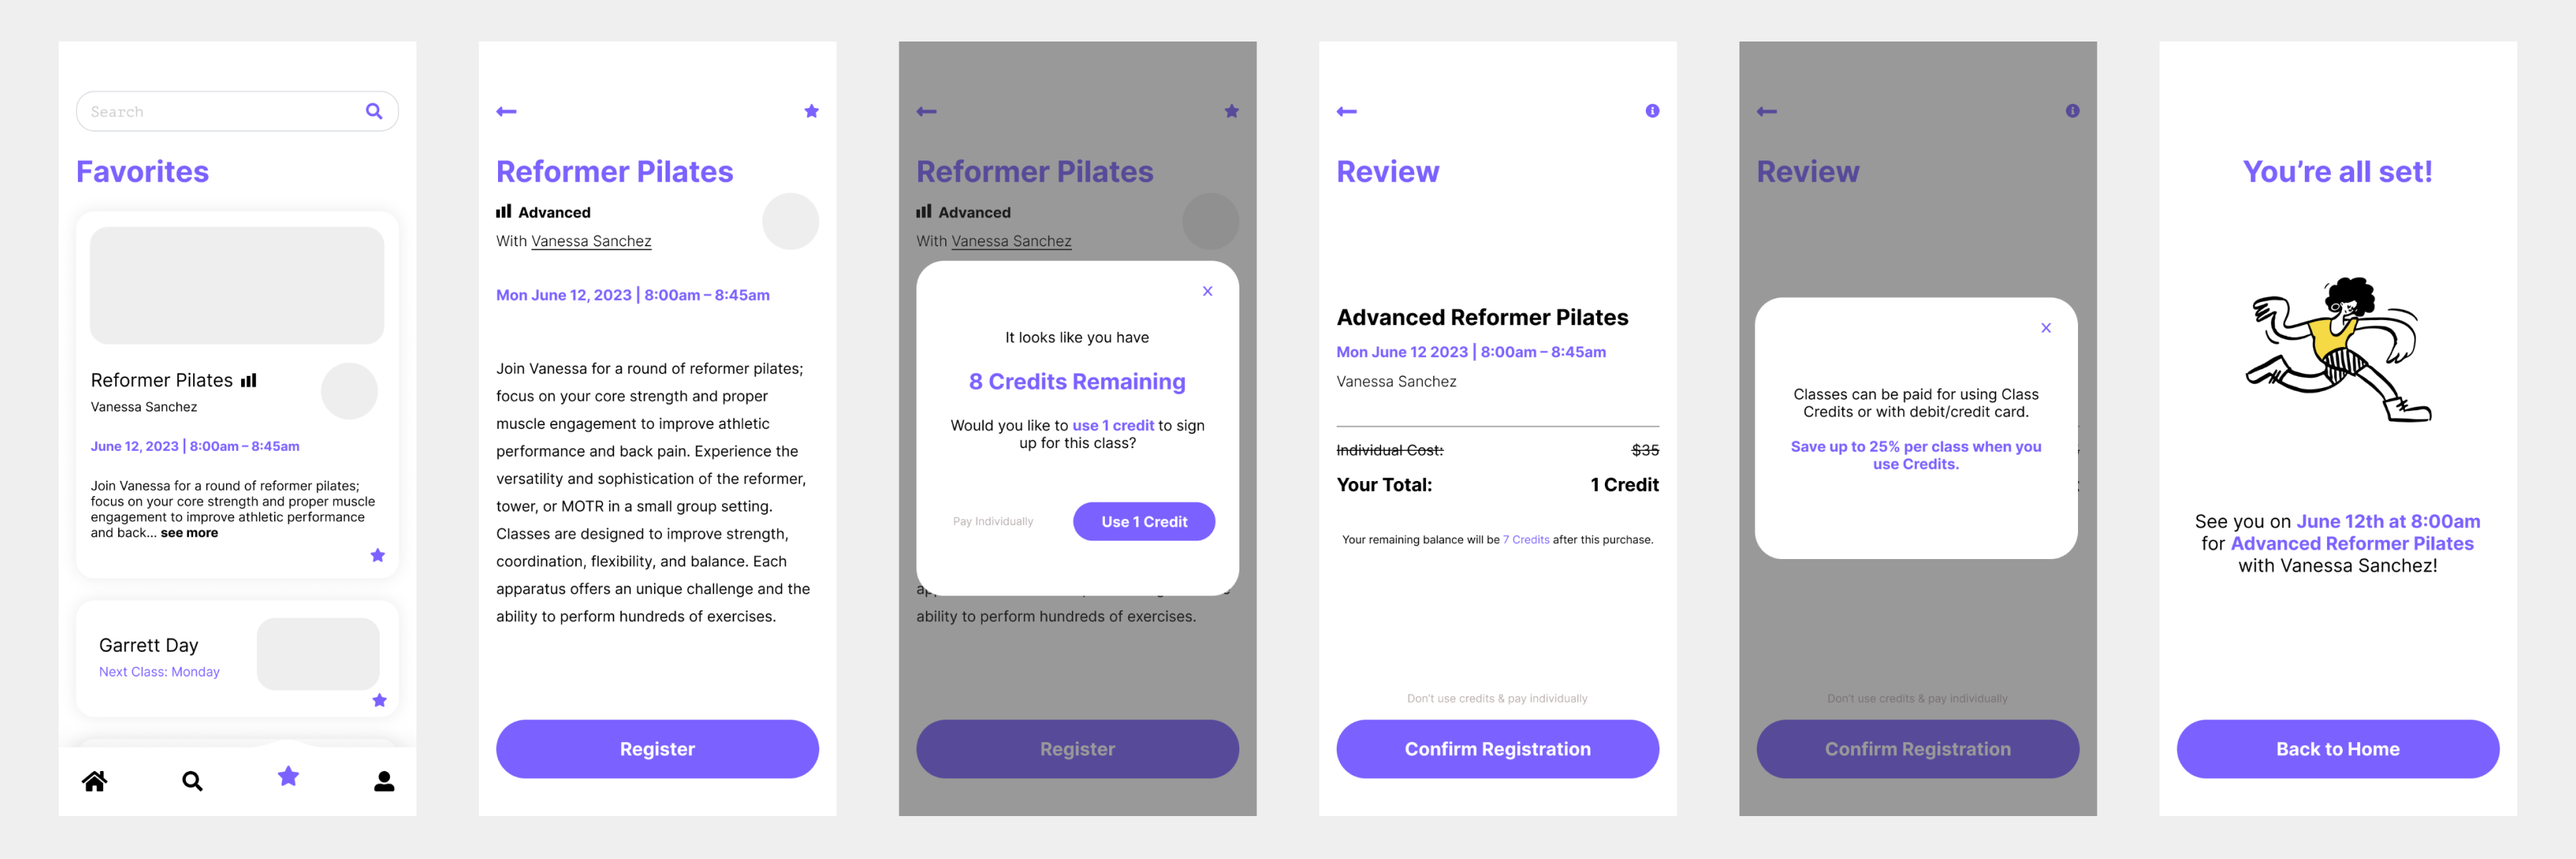 Search
Favorites
Reformer Pilates
Vanessa Sanchez
June 12, 2023 | 8:00am – 8:45am
Join Vanessa for a round of reformer pilates;
focus on your core strength and proper muscle
engagement to improve athletic performance
and back... see more
Garrett Day
Next Class: Monday
Reformer Pilates
Advanced
With Vanessa Sanchez
Mon June 12, 2023 | 8:00am – 8:45am
Join Vanessa for a round of reformer pilates;
focus on your core strength and proper
muscle engagement to improve athletic
performance and back pain. Experience the
versatility and sophistication of the reformer,
tower, or MOTR in a small group setting.
Classes are designed to improve strength,
coordination, flexibility, and balance. Each
apparatus offers an unique challenge and the
ability to perform hundreds of exercises.
Register
Reformer Pilates
Advanced
With Vanessa Sanchez
X
It looks like you have
8 Credits Remaining
Would you like to use 1 credit to sign
up for this class?
Pay Individually
Use 1 Credit
ability to perform hundreds of exercises.
Register
Review
Advanced Reformer Pilates
Mon June 12 2023 | 8:00am – 8:45am
Vanessa Sanchez
Individual Cost: $35
Your Total: 1 Credit
Your remaining balance will be 7 Credits after this purchase.
Don't use credits & pay individually
Confirm Registration
Review
X
Classes can be paid for using Class
Credits or with debit/credit card.
Save up to 25% per class when you
use Credits.
Don't use credits & pay individually
Confirm Registration
You're all set!
See you on June 12th at 8:00am
for Advanced Reformer Pilates
with Vanessa Sanchez!
Back to Home